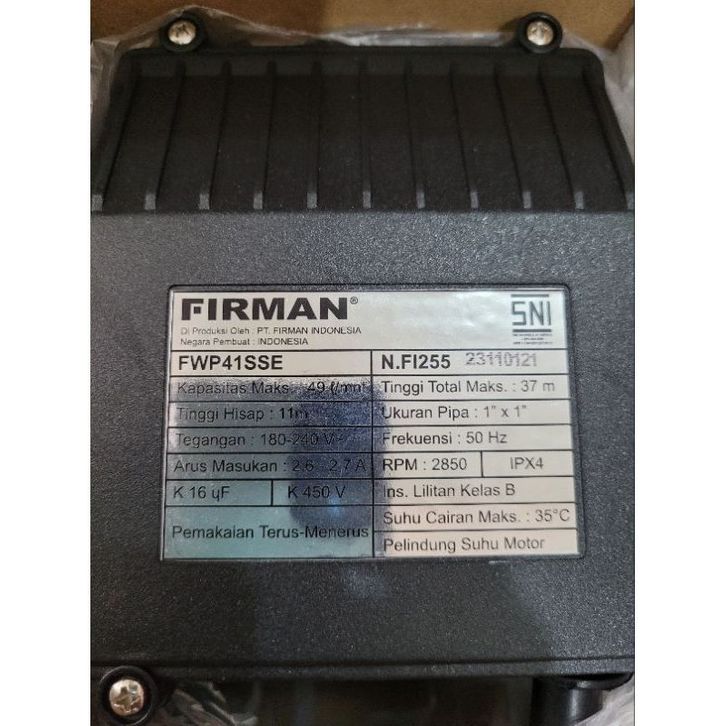 FIRMAN®
SNI
Di Produksi Oleh : PT. FIRMAN INDONESIA
Negara Pembuat : INDONESIA
FWP41SSE N.FI255 23110121
Kapasitas Maks. : 49 ℓ/mnt Tinggi Total Maks. : 37 m
Tinggi Hisap : 11m Ukuran Pipa : 1" x 1"
Tegangan : 180-240 V~ Frekuensi : 50 Hz
Arus Masukan : 2.6 - 2.7 A RPM : 2850 IPX4
K 16 ųF K 450 V Ins. Lilitan Kelas B
Suhu Cairan Maks. : 35°C
Pemakaian Terus-Menerus Pelindung Suhu Motor